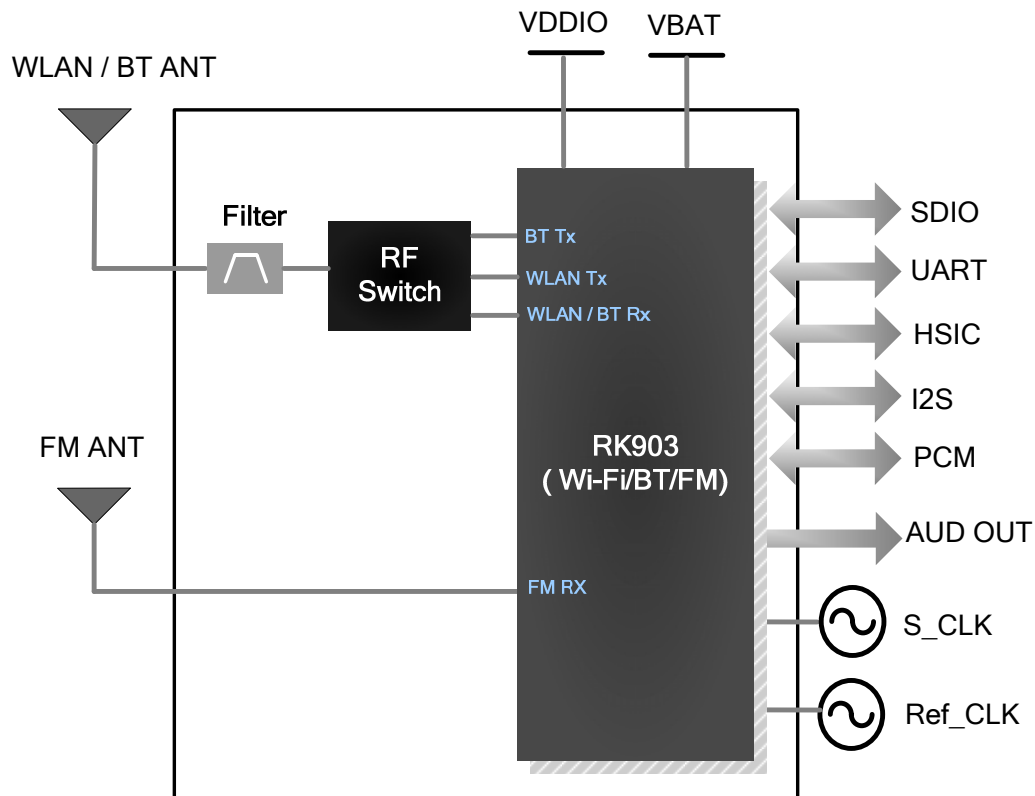 VDDIO
VBAT
WLAN / BT ANT
Filter
RF
Switch
BT Tx
WLAN Tx
WLAN / BT Rx
SDIO
UART
HSIC
I2S
PCM
FM ANT
RK903
( Wi-Fi/BT/FM)
AUD OUT
FM RX
S_CLK
Ref_CLK